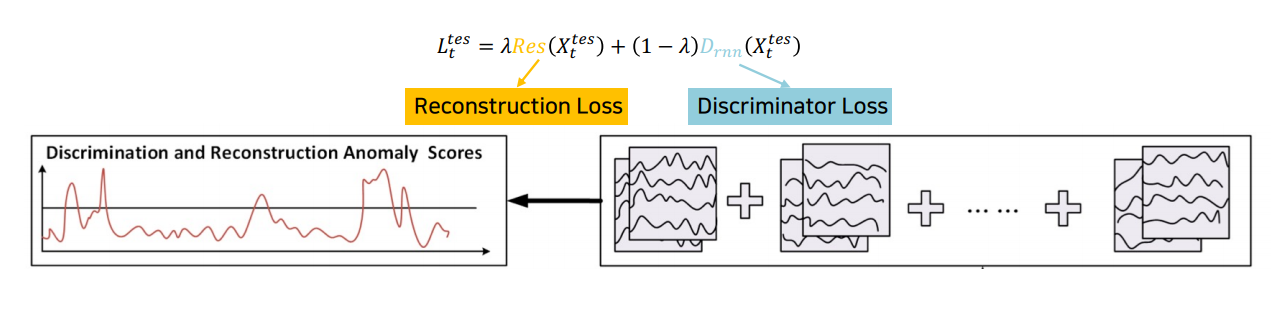 L_t^{tes} = λRes(X_t^{tes}) + (1 − λ)D_{rnn}(X_t^{tes})
Reconstruction Loss
Discriminator Loss
Discrimination and Reconstruction Anomaly Scores
... ...